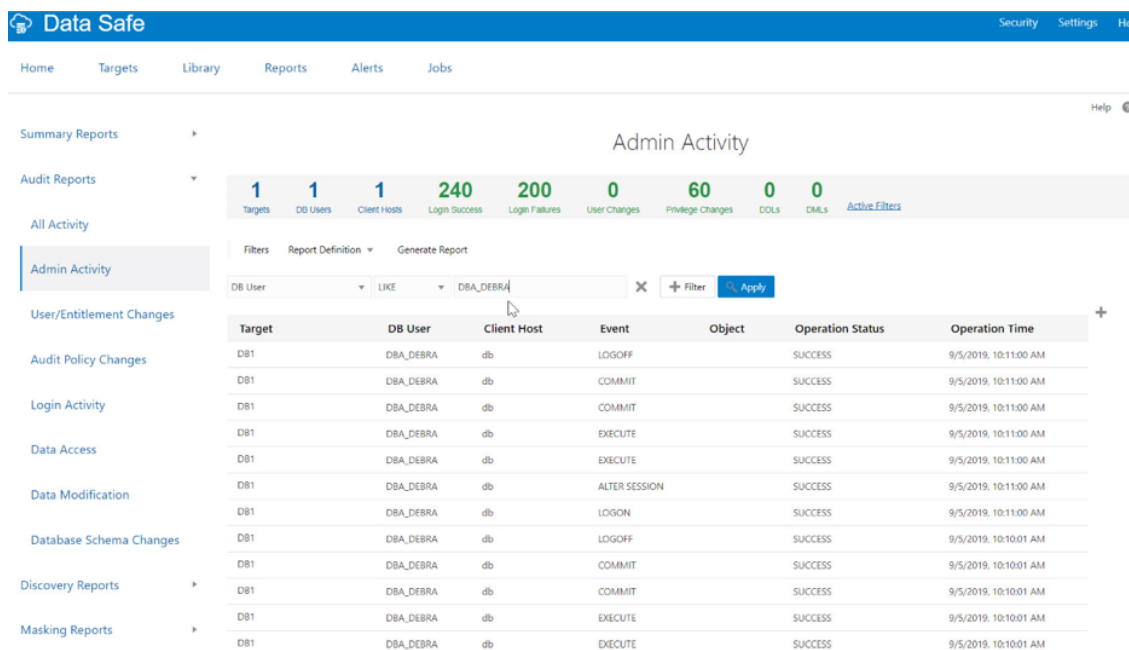 Data Safe
Security Settings
Home Targets Library Reports Alerts Jobs
Help
Summary Reports
Admin Activity
Audit Reports
1 1 1 240 200 0 60 0 0
Targets DB Users Client Hosts Login Success Login Failures User Changes Privilege Changes DDLs DMLs Active Filters
All Activity
Filters Report Definition Generate Report
Admin Activity
DB User LIKE DBA_DEBRA + Filter Apply
User/Entitlement Changes
Target DB User Client Host Event Object Operation Status Operation Time
DB1 DBA_DEBRA db LOGOFF SUCCESS 9/5/2019, 10:11:00 AM
Audit Policy Changes
DB1 DBA_DEBRA db COMMIT SUCCESS 9/5/2019, 10:11:00 AM
Login Activity
DB1 DBA_DEBRA db COMMIT SUCCESS 9/5/2019, 10:11:00 AM
DB1 DBA_DEBRA db EXECUTE SUCCESS 9/5/2019, 10:11:00 AM
Data Access
DB1 DBA_DEBRA db EXECUTE SUCCESS 9/5/2019, 10:11:00 AM
Data Modification
DB1 DBA_DEBRA db ALTER SESSION SUCCESS 9/5/2019, 10:11:00 AM
DB1 DBA_DEBRA db LOGON SUCCESS 9/5/2019, 10:11:00 AM
Database Schema Changes
DB1 DBA_DEBRA db LOGOFF SUCCESS 9/5/2019, 10:10:01 AM
DB1 DBA_DEBRA db COMMIT SUCCESS 9/5/2019, 10:10:01 AM
Discovery Reports
DB1 DBA_DEBRA db COMMIT SUCCESS 9/5/2019, 10:10:01 AM
DB1 DBA_DEBRA db EXECUTE SUCCESS 9/5/2019, 10:10:01 AM
Masking Reports
DB1 DBA_DEBRA db EXECUTE SUCCESS 9/5/2019, 10:10:01 AM